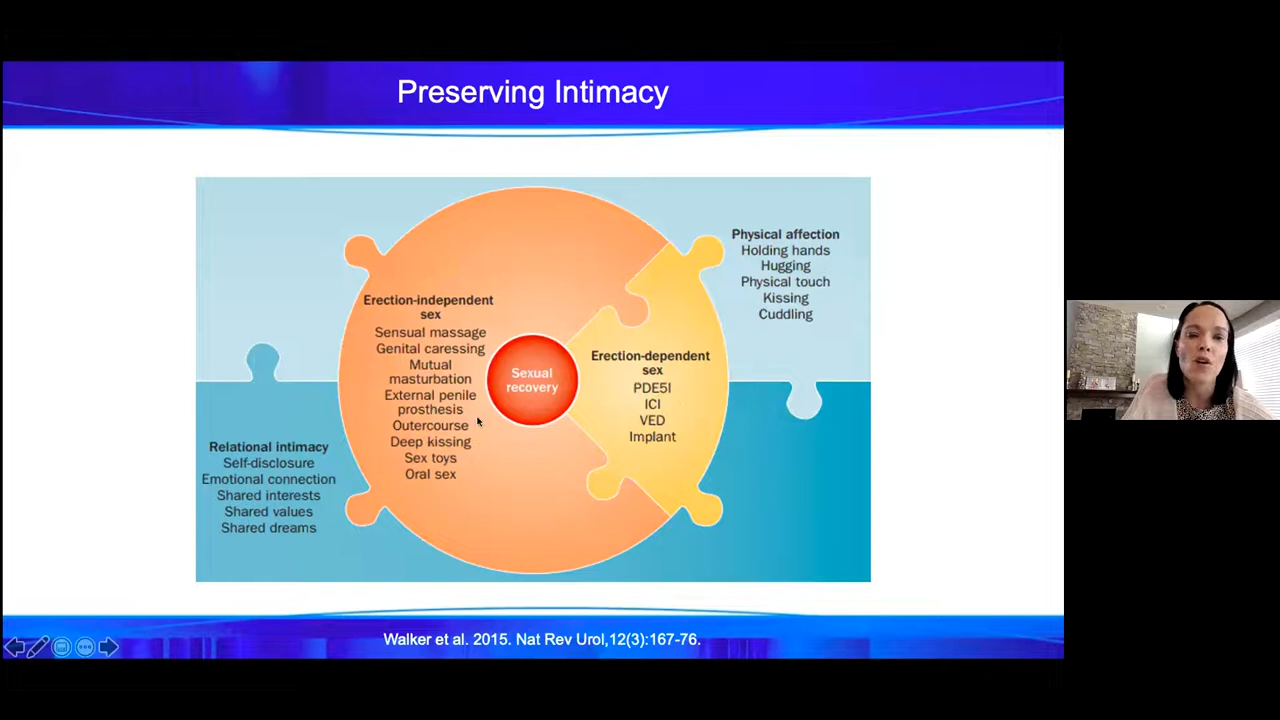 Preserving Intimacy
Physical affection
Holding hands
Hugging
Physical touch
Kissing
Cuddling
Erection-independent
sex
Sensual massage
Genital caressing
Mutual
masturbation
External penile
prosthesis
Outercourse
Deep kissing
Sex toys
Oral sex
Sexual
recovery
Erection-dependent
sex
PDE5I
ICI
VED
Implant
Relational intimacy
Self-disclosure
Emotional connection
Shared interests
Shared values
Shared dreams
Walker et al. 2015. Nat Rev Urol,12(3):167-76.